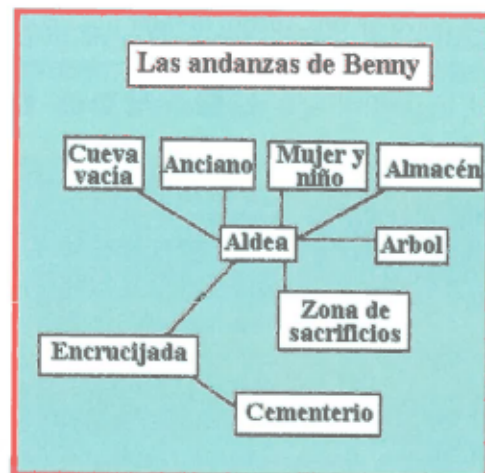 Las andanzas de Benny
Cueva
vacía
Anciano
Mujer y
niño
Almacén
Aldea
Arbol
Zona de
sacrificios
Encrucijada
Cementerio